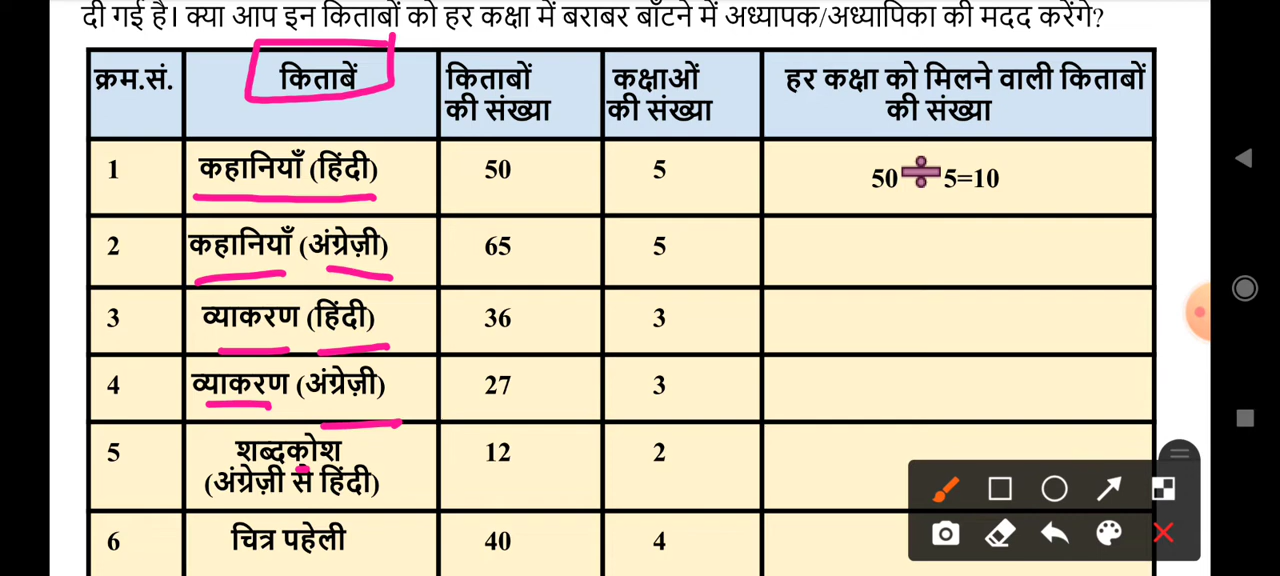 दी गई है। क्या आप इन किताबों को हर कक्षा में बराबर बाँटने में अध्यापक/अध्यापिका की मदद करेंगे?
क्रम.सं. किताबें किताबों की संख्या कक्षाओं की संख्या हर कक्षा को मिलने वाली किताबों की संख्या
1 कहानियाँ (हिंदी) 50 5 50÷5=10
2 कहानियाँ (अंग्रेज़ी) 65 5
3 व्याकरण (हिंदी) 36 3
4 व्याकरण (अंग्रेज़ी) 27 3
5 शब्दकोश (अंग्रेज़ी से हिंदी) 12 2
6 चित्र पहेली 40 4